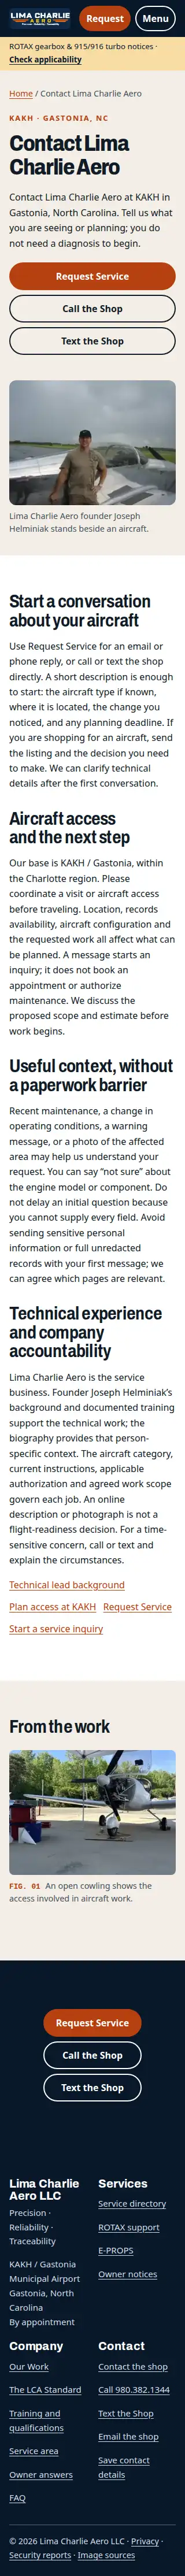 LIMA CHARLIE
AERO
Request
Menu
ROTAX gearbox & 915/916 turbo notices ·
Check applicability
Home / Contact Lima Charlie Aero
KAKH · GASTONIA, NC
Contact Lima
Charlie Aero
Contact Lima Charlie Aero at KAKH in
Gastonia, North Carolina. Tell us what
you are seeing or planning; you do
not need a diagnosis to begin.
Request Service
Call the Shop
Text the Shop
Lima Charlie Aero founder Joseph
Helminiak stands beside an aircraft.
Start a conversation
about your aircraft
Use Request Service for an email or
phone reply, or call or text the shop
directly. A short description is enough
to start: the aircraft type if known,
where it is located, the change you
noticed, and any planning deadline. If
you are shopping for an aircraft, send
the listing and the decision you need
to make. We can clarify technical
details after the first conversation.
Aircraft access
and the next step
Our base is KAKH / Gastonia, within
the Charlotte region. Please
coordinate a visit or aircraft access
before traveling. Location, records
availability, aircraft configuration and
the requested work all affect what can
be planned. A message starts an
inquiry; it does not book an
appointment or authorize
maintenance. We discuss the
proposed scope and estimate before
work begins.
Useful context, without
a paperwork barrier
Recent maintenance, a change in
operating conditions, a warning
message, or a photo of the affected
area may help us understand your
request. You can say “not sure” about
the engine model or component. Do
not delay an initial question because
you cannot supply every field. Avoid
sending sensitive personal
information or full unredacted
records with your first message; we
can agree which pages are relevant.
Technical experience
and company
accountability
Lima Charlie Aero is the service
business. Founder Joseph Helminiak’s
background and documented training
support the technical work; the
biography provides that person-
specific context. The aircraft category,
current instructions, applicable
authorization and agreed work scope
govern each job. An online
description or photograph is not a
flight-readiness decision. For a time-
sensitive concern, call or text and
explain the circumstances.
Technical lead background
Plan access at KAKH Request Service
Start a service inquiry
From the work
FIG. 01 An open cowling shows the
access involved in aircraft work.
Request Service
Call the Shop
Text the Shop
Lima Charlie
Aero LLC
Precision ·
Reliability ·
Traceability
KAKH / Gastonia
Municipal Airport
Gastonia, North
Carolina
By appointment
Services
Service directory
ROTAX support
E-PROPS
Owner notices
Company
Our Work
The LCA Standard
Training and
qualifications
Service area
Owner answers
FAQ
Contact
Contact the shop
Call 980.382.1344
Text the Shop
Email the shop
Save contact
details
© 2026 Lima Charlie Aero LLC · Privacy ·
Security reports · Image sources